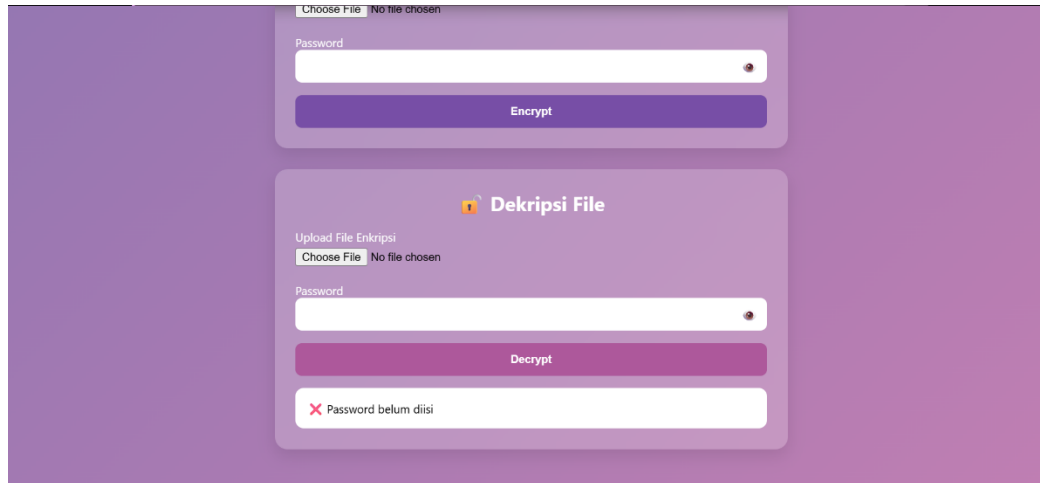 Choose File No file chosen
Password
Encrypt
Dekripsi File
Upload File Enkripsi
Choose File No file chosen
Password
Decrypt
Password belum diisi